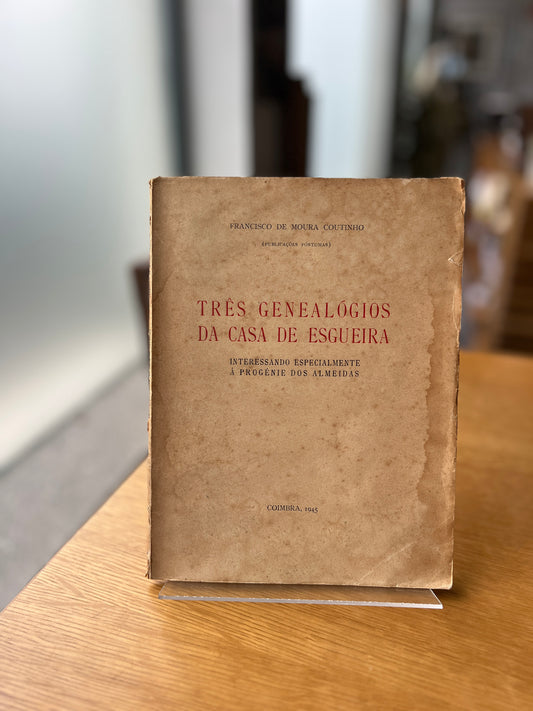 FRANCISCO DE MOURA COUTINHO
(PUBLICAÇÕES PÓSTUMAS)
TRÊS GENEALÓGIOS
DA CASA DE ESGUEIRA
INTERESSANDO ESPECIALMENTE
À PROGÉNIE DOS ALMEIDAS
COIMBRA, 1945